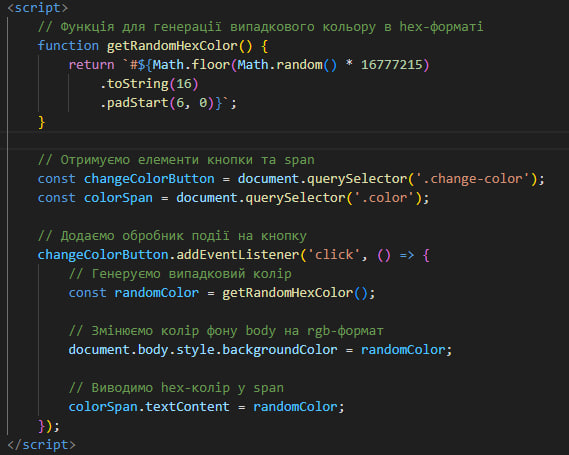 <script>
// Функція для генерації випадкового кольору в hex-форматі
function getRandomHexColor() {
return `#${Math.floor(Math.random() * 16777215)
.toString(16)
.padStart(6, 0)}`;
}
// Отримуємо елементи кнопки та span
const changeColorButton = document.querySelector('.change-color');
const colorSpan = document.querySelector('.color');
// Додаємо обробник події на кнопку
changeColorButton.addEventListener('click', () => {
// Генеруємо випадковий колір
const randomColor = getRandomHexColor();
// Змінюємо колір фону body на rgb-формат
document.body.style.backgroundColor = randomColor;
// Виводимо hex-колір у span
colorSpan.textContent = randomColor;
});
</script>